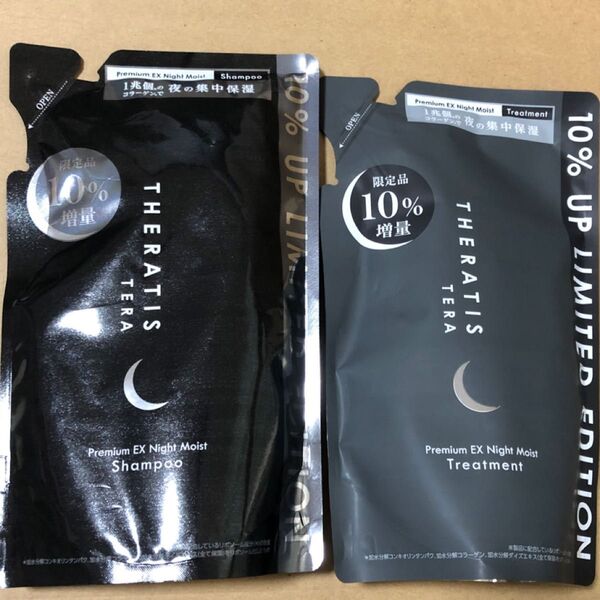 Premium EX Night Moist Shampoo
1兆個※の
コラーゲンで 夜の集中保湿
OPEN
限定品
10%
増量
THERATIS
TERA
10% UP LIMITED EDITION
Premium EX Night Moist
Shampoo
Premium EX Night Moist Treatment
1兆個※の
コラーゲンで 夜の集中保湿
OPEN
限定品
10%
増量
THERATIS
TERA
10% UP LIMITED EDITION
Premium EX Night Moist
Treatment